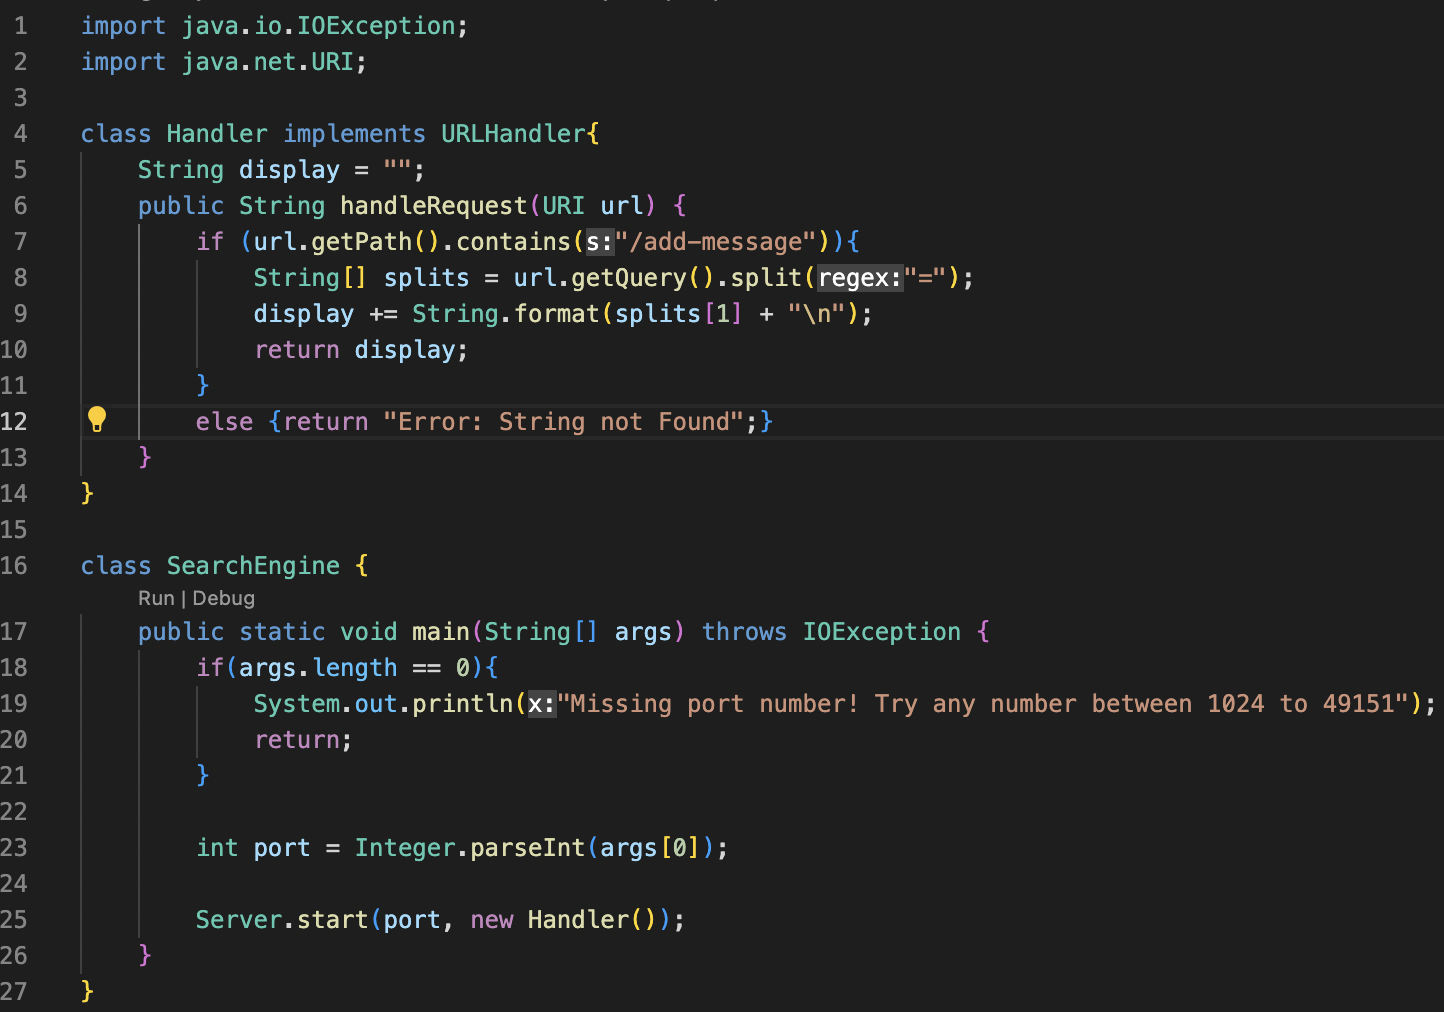 1 import java.io.IOException;
2 import java.net.URI;
3
4 class Handler implements URLHandler{
5     String display = "";
6     public String handleRequest(URI url) {
7         if (url.getPath().contains(s:"/add-message")){
8             String[] splits = url.getQuery().split(regex:"=");
9             display += String.format(splits[1] + "\n");
10             return display;
11         }
12         else {return "Error: String not Found";}
13     }
14 }
15
16 class SearchEngine {
Run | Debug
17     public static void main(String[] args) throws IOException {
18         if(args.length == 0){
19             System.out.println(x:"Missing port number! Try any number between 1024 to 49151");
20             return;
21         }
22
23         int port = Integer.parseInt(args[0]);
24
25         Server.start(port, new Handler());
26     }
27 }